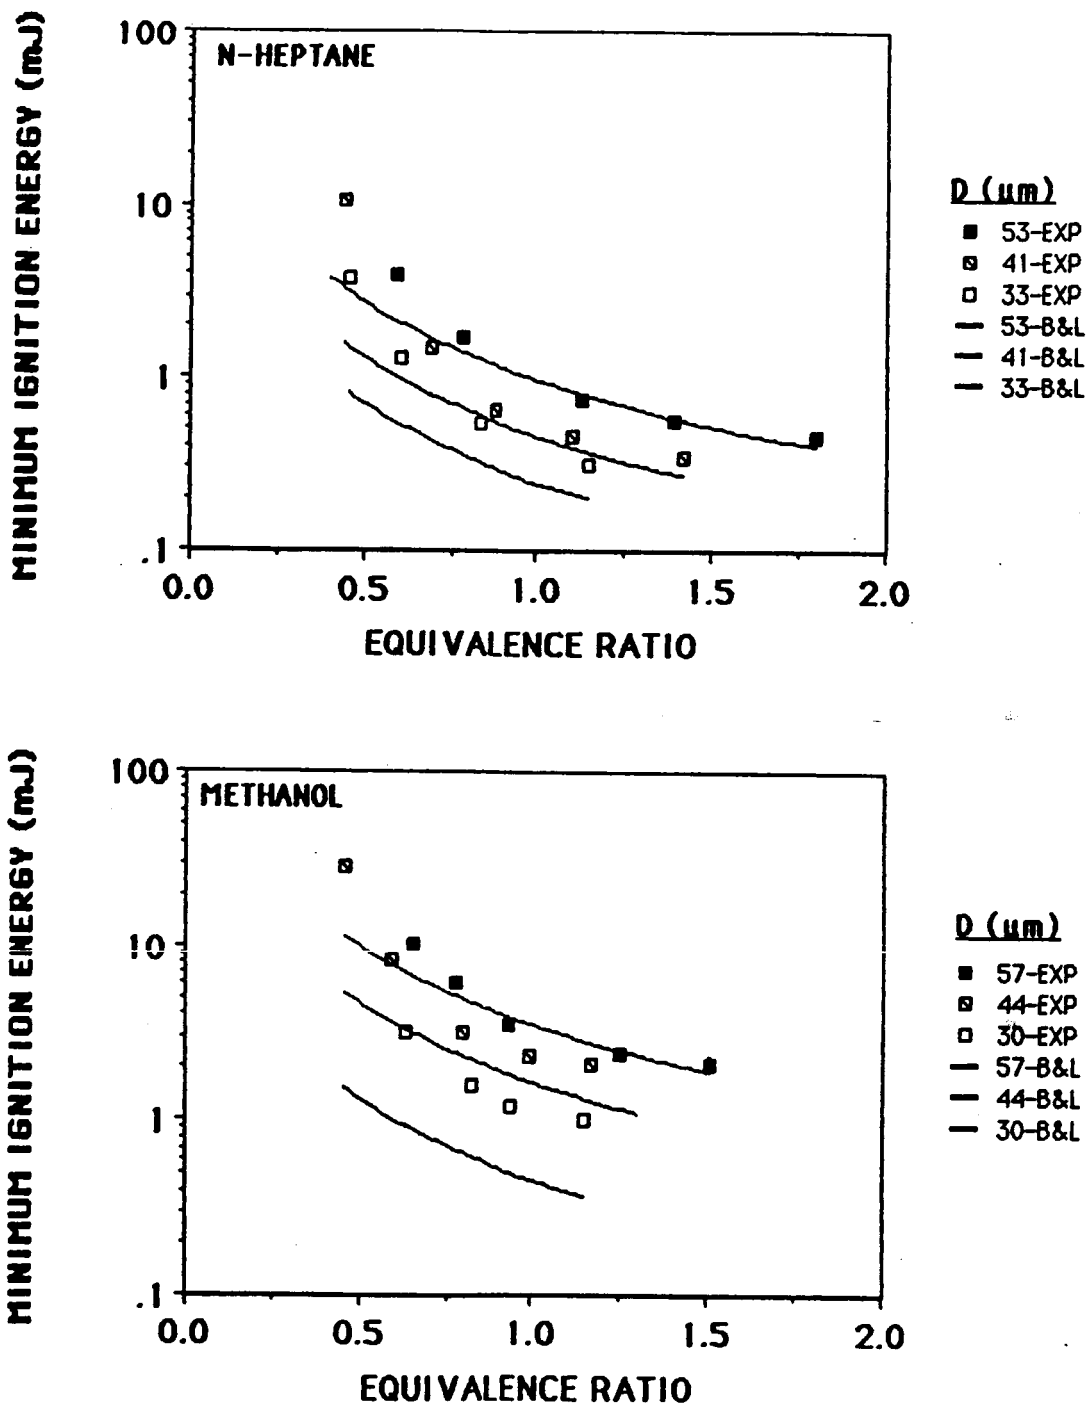 MINIMUM IGNITION ENERGY (mJ)
100
10
1
.1
N-HEPTANE
0.0 0.5 1.0 1.5 2.0
EQUIVALENCE RATIO
D (um)
53-EXP
41-EXP
33-EXP
53-B&L
41-B&L
33-B&L
MINIMUM IGNITION ENERGY (mJ)
100
10
1
.1
METHANOL
0.0 0.5 1.0 1.5 2.0
EQUIVALENCE RATIO
D (um)
57-EXP
44-EXP
30-EXP
57-B&L
44-B&L
30-B&L